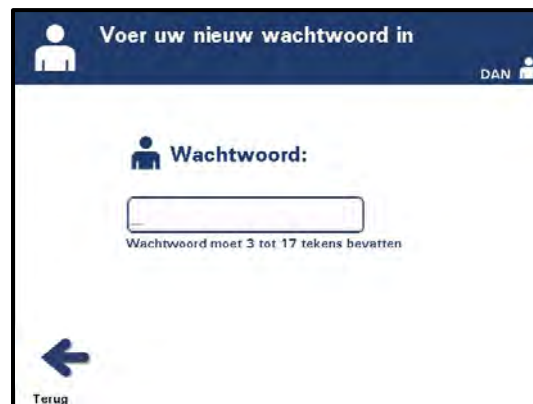 Voer uw nieuw wachtwoord in
DAN
Wachtwoord:
Wachtwoord moet 3 tot 17 tekens bevatten
Terug